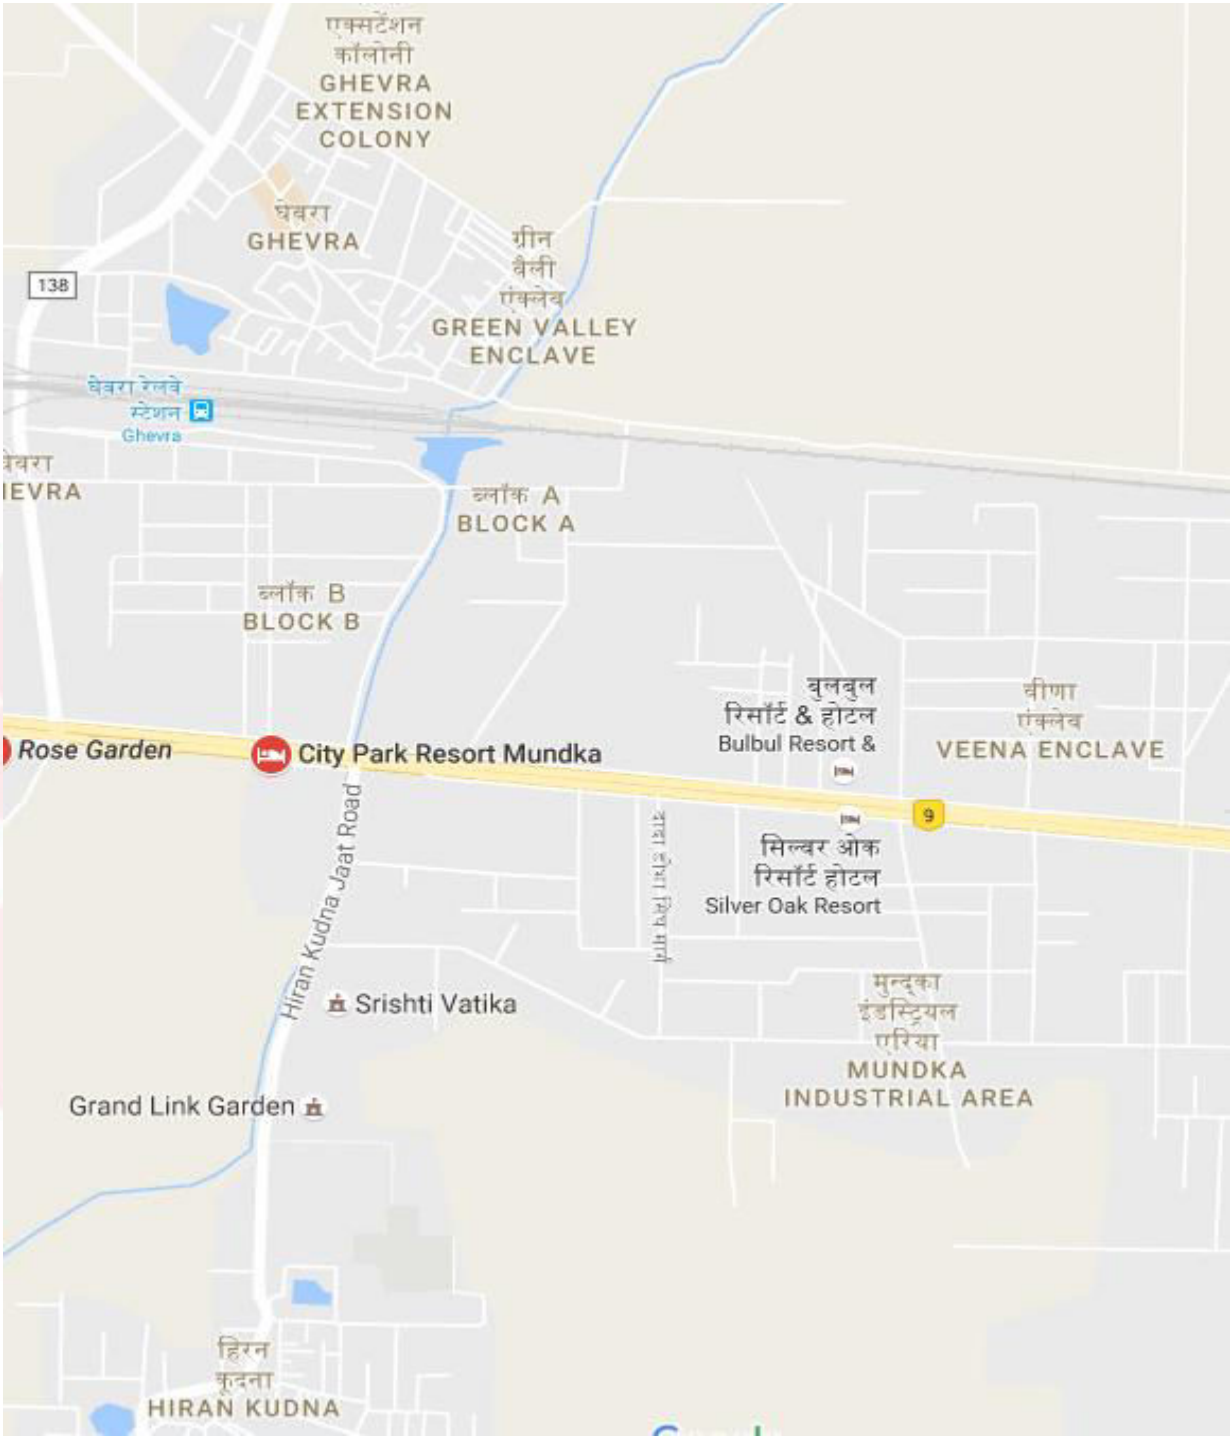 एक्सटेंशन
कॉलोनी
GHEVRA
EXTENSION
COLONY
घेवरा
GHEVRA
ग्रीन
वैली
एंक्लेव
GREEN VALLEY
ENCLAVE
138
घेवरा रेलवे
स्टेशन
Ghevra
घेवरा
HEVRA
ब्लॉक A
BLOCK A
ब्लॉक B
BLOCK B
बुलबुल
रिसॉर्ट & होटल
Bulbul Resort &
वीणा
एंक्लेव
VEENA ENCLAVE
Rose Garden
City Park Resort Mundka
9
Hiran Kudna Jaat Road
सिल्वर ओक
रिसॉर्ट होटल
Silver Oak Resort
Srishti Vatika
मुन्द्का
इंडस्ट्रियल
एरिया
MUNDKA
INDUSTRIAL AREA
Grand Link Garden
हिरन
कूदना
HIRAN KUDNA